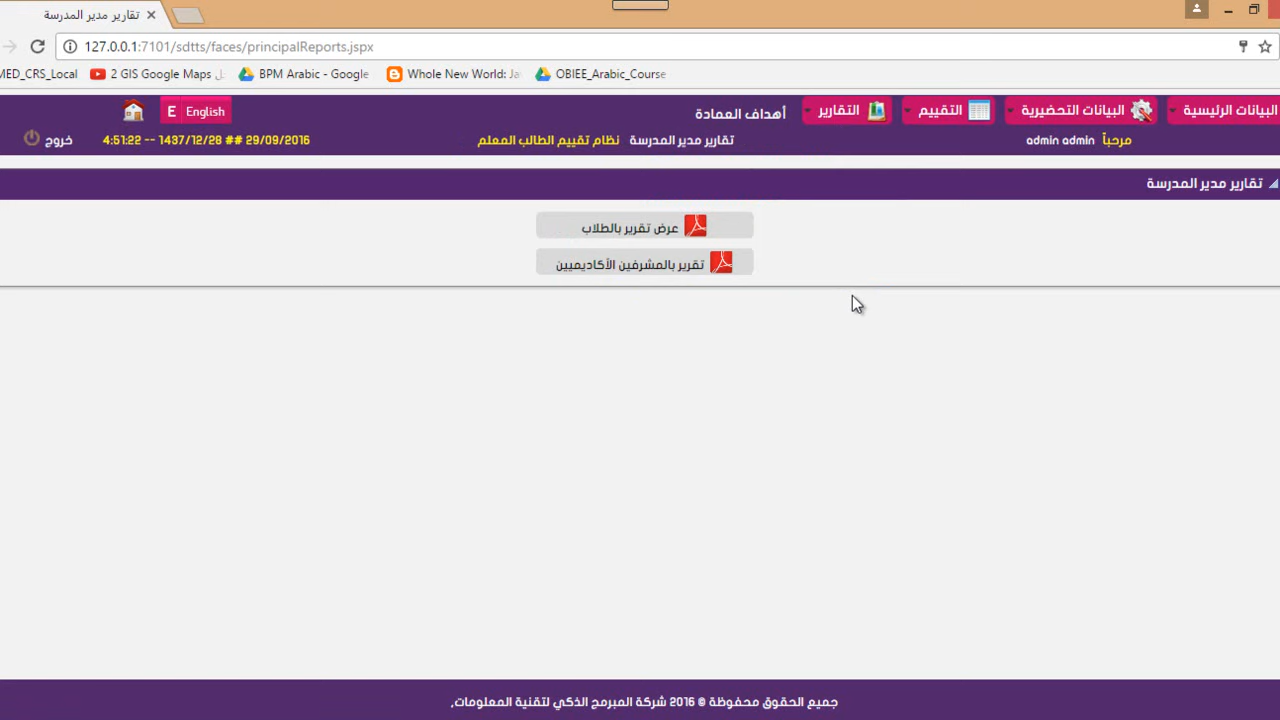 تقارير مدير المدرسة
127.0.0.1:7101/sdtts/faces/principalReports.jspx
MED_CRS_Local
2 GIS Google Maps
BPM Arabic - Google
Whole New World: Ja
OBIEE_Arabic_Course
البيانات الرئيسية
البيانات التحضيرية
التقييم
التقارير
أهداف العمادة
E English
مرحباً admin admin
تقارير مدير المدرسة
نظام تقييم الطالب المعلم
4:51:22 -- 1437/12/28 ## 29/09/2016
خروج
تقارير مدير المدرسة
عرض تقرير بالطلاب
تقرير بالمشرفين الأكاديميين
جميع الحقوق محفوظة © 2016 شركة المبرمج الذكي لتقنية المعلومات,